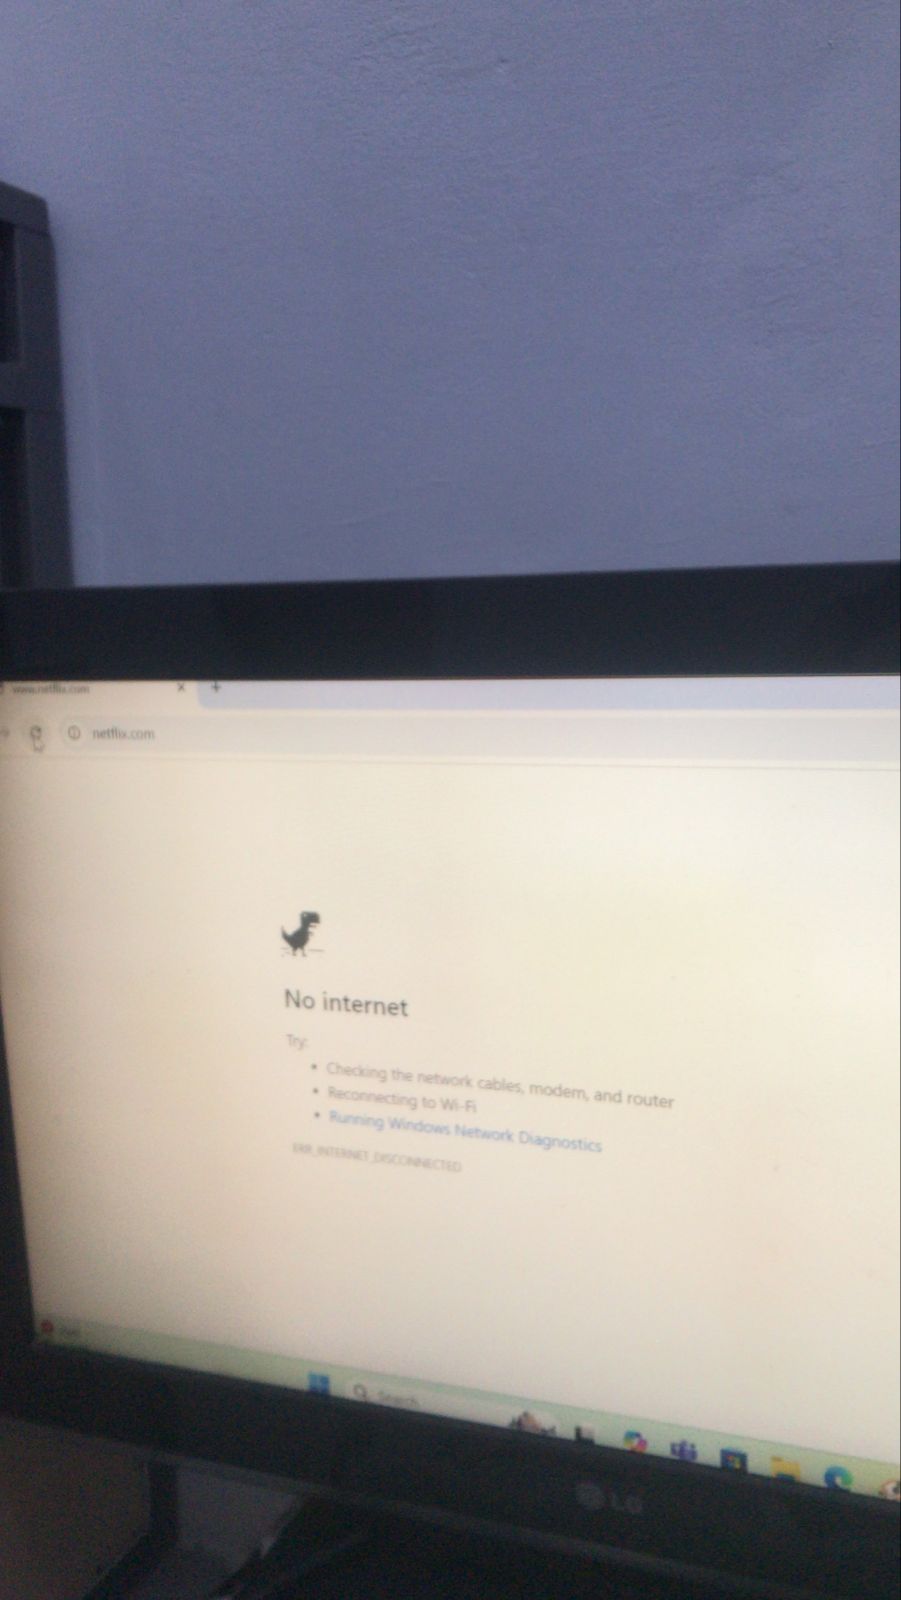 www.netflix.com
netflix.com
No internet
Try:
Checking the network cables, modem, and router
Reconnecting to Wi-Fi
Running Windows Network Diagnostics
ERR_INTERNET_DISCONNECTED
Search
LG